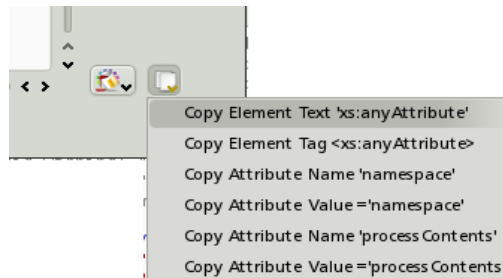 Copy Element Text 'xs:anyAttribute'
Copy Element Tag <xs:anyAttribute>
Copy Attribute Name 'namespace'
Copy Attribute Value ='namespace'
Copy Attribute Name 'processContents'
Copy Attribute Value ='processContents